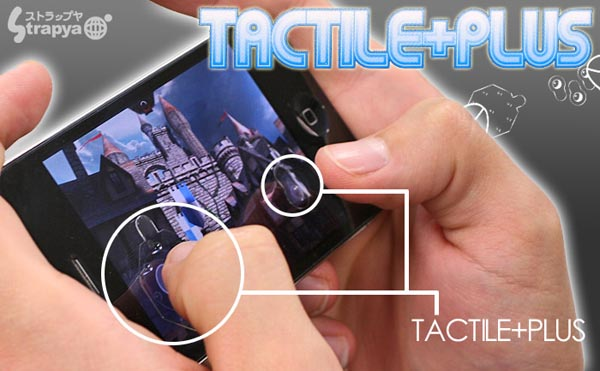 ストラップヤ
Strapya
TACTILE+PLUS
TACTILE+PLUS